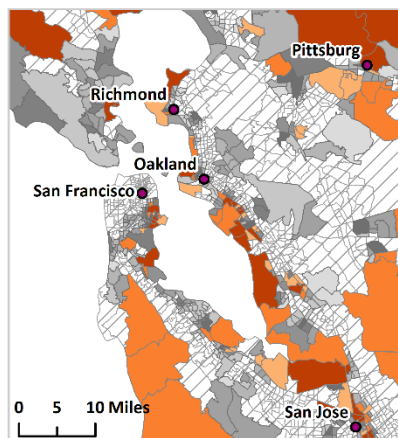 Pittsburg
Richmond
Oakland
San Francisco
San Jose
0 5 10 Miles